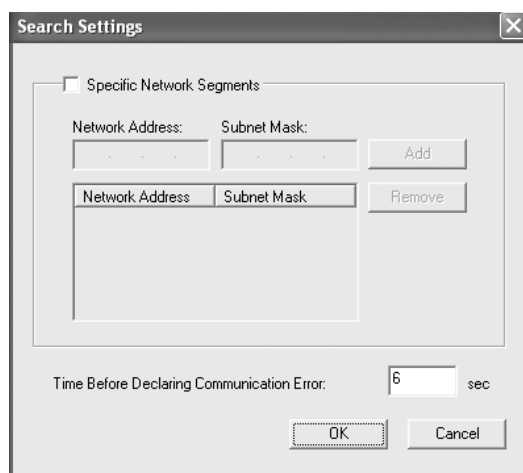 Search Settings
Specific Network Segments
Network Address: Subnet Mask:
Add
Network Address Subnet Mask
Remove
Time Before Declaring Communication Error: 6 sec
OK Cancel